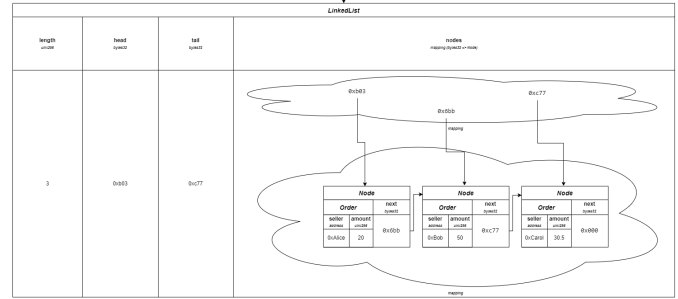 LinkedList
length
uint256
head
bytes32
tail
bytes32
nodes
mapping (bytes32 => Node)
3
0xb03
0xc77
0xb03
0x6bb
0xc77
mapping
Node
Order
next
bytes32
seller
address
amount
uint256
0xAlice
20
0x6bb
Node
Order
next
bytes32
seller
address
amount
uint256
0xBob
50
0xc77
Node
Order
next
bytes32
seller
address
amount
uint256
0xCarol
30.5
0x000
mapping